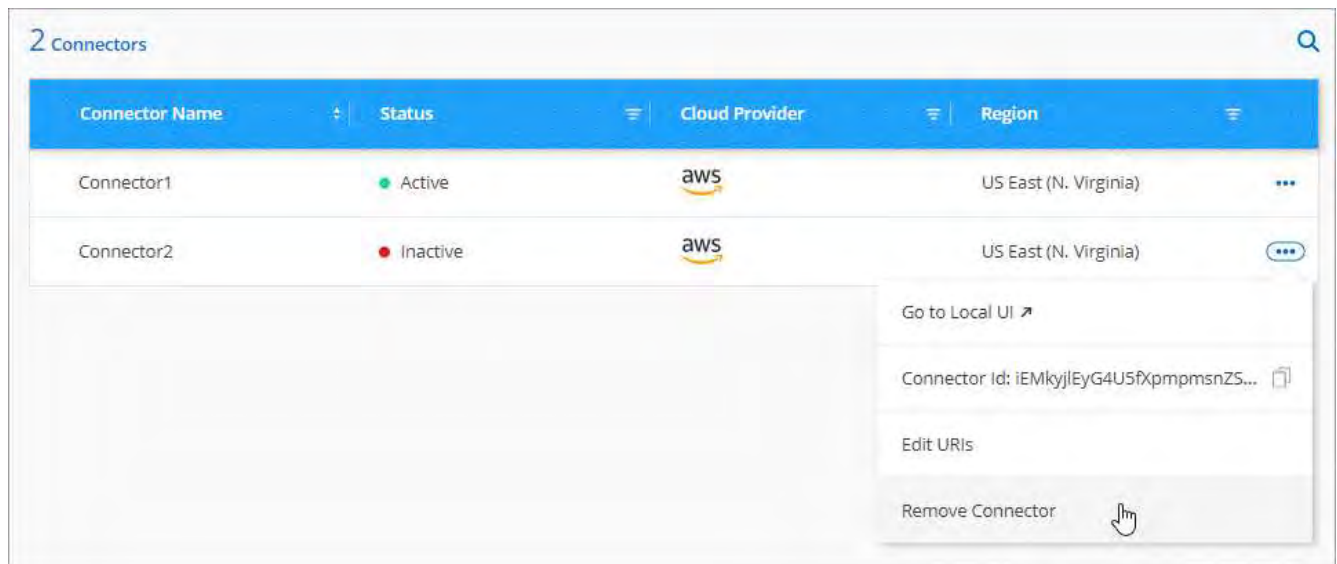 2 Connectors
Connector Name Status Cloud Provider Region
Connector1 Active aws US East (N. Virginia)
Connector2 Inactive aws US East (N. Virginia)
Go to Local UI
Connector Id: iEMkyjlEyG4U5fXpmpmsnZS...
Edit URIs
Remove Connector